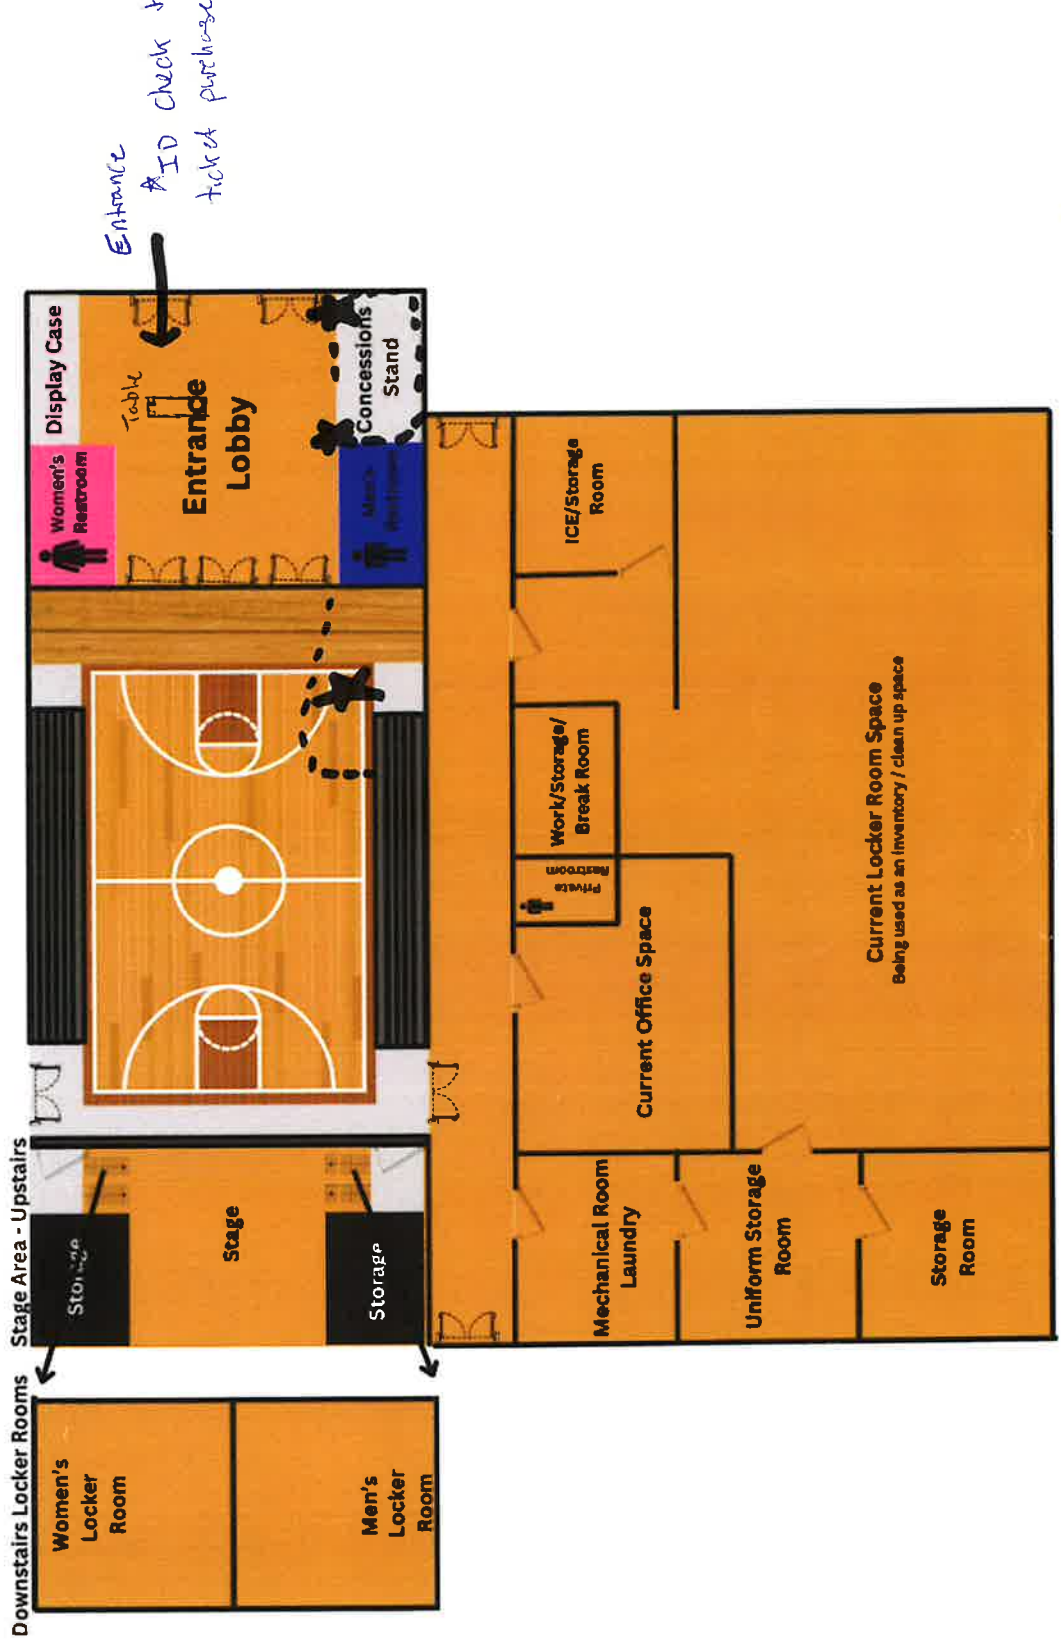 Entrance
*ID check +
ticket purchase
Display Case
Women's
Restroom
Table
Entrance
Lobby
Concessions
Stand
Men's
Restroom
ICE/Storage
Room
Work/Storage/
Break Room
Private
Restroom
Current Office Space
Current Locker Room Space
Being used as an inventory / clean up space
Stage Area - Upstairs
Storage
Stage
Storage
Mechanical Room
Laundry
Uniform Storage
Room
Storage
Room
Downstairs Locker Rooms
Women's
Locker
Room
Men's
Locker
Room